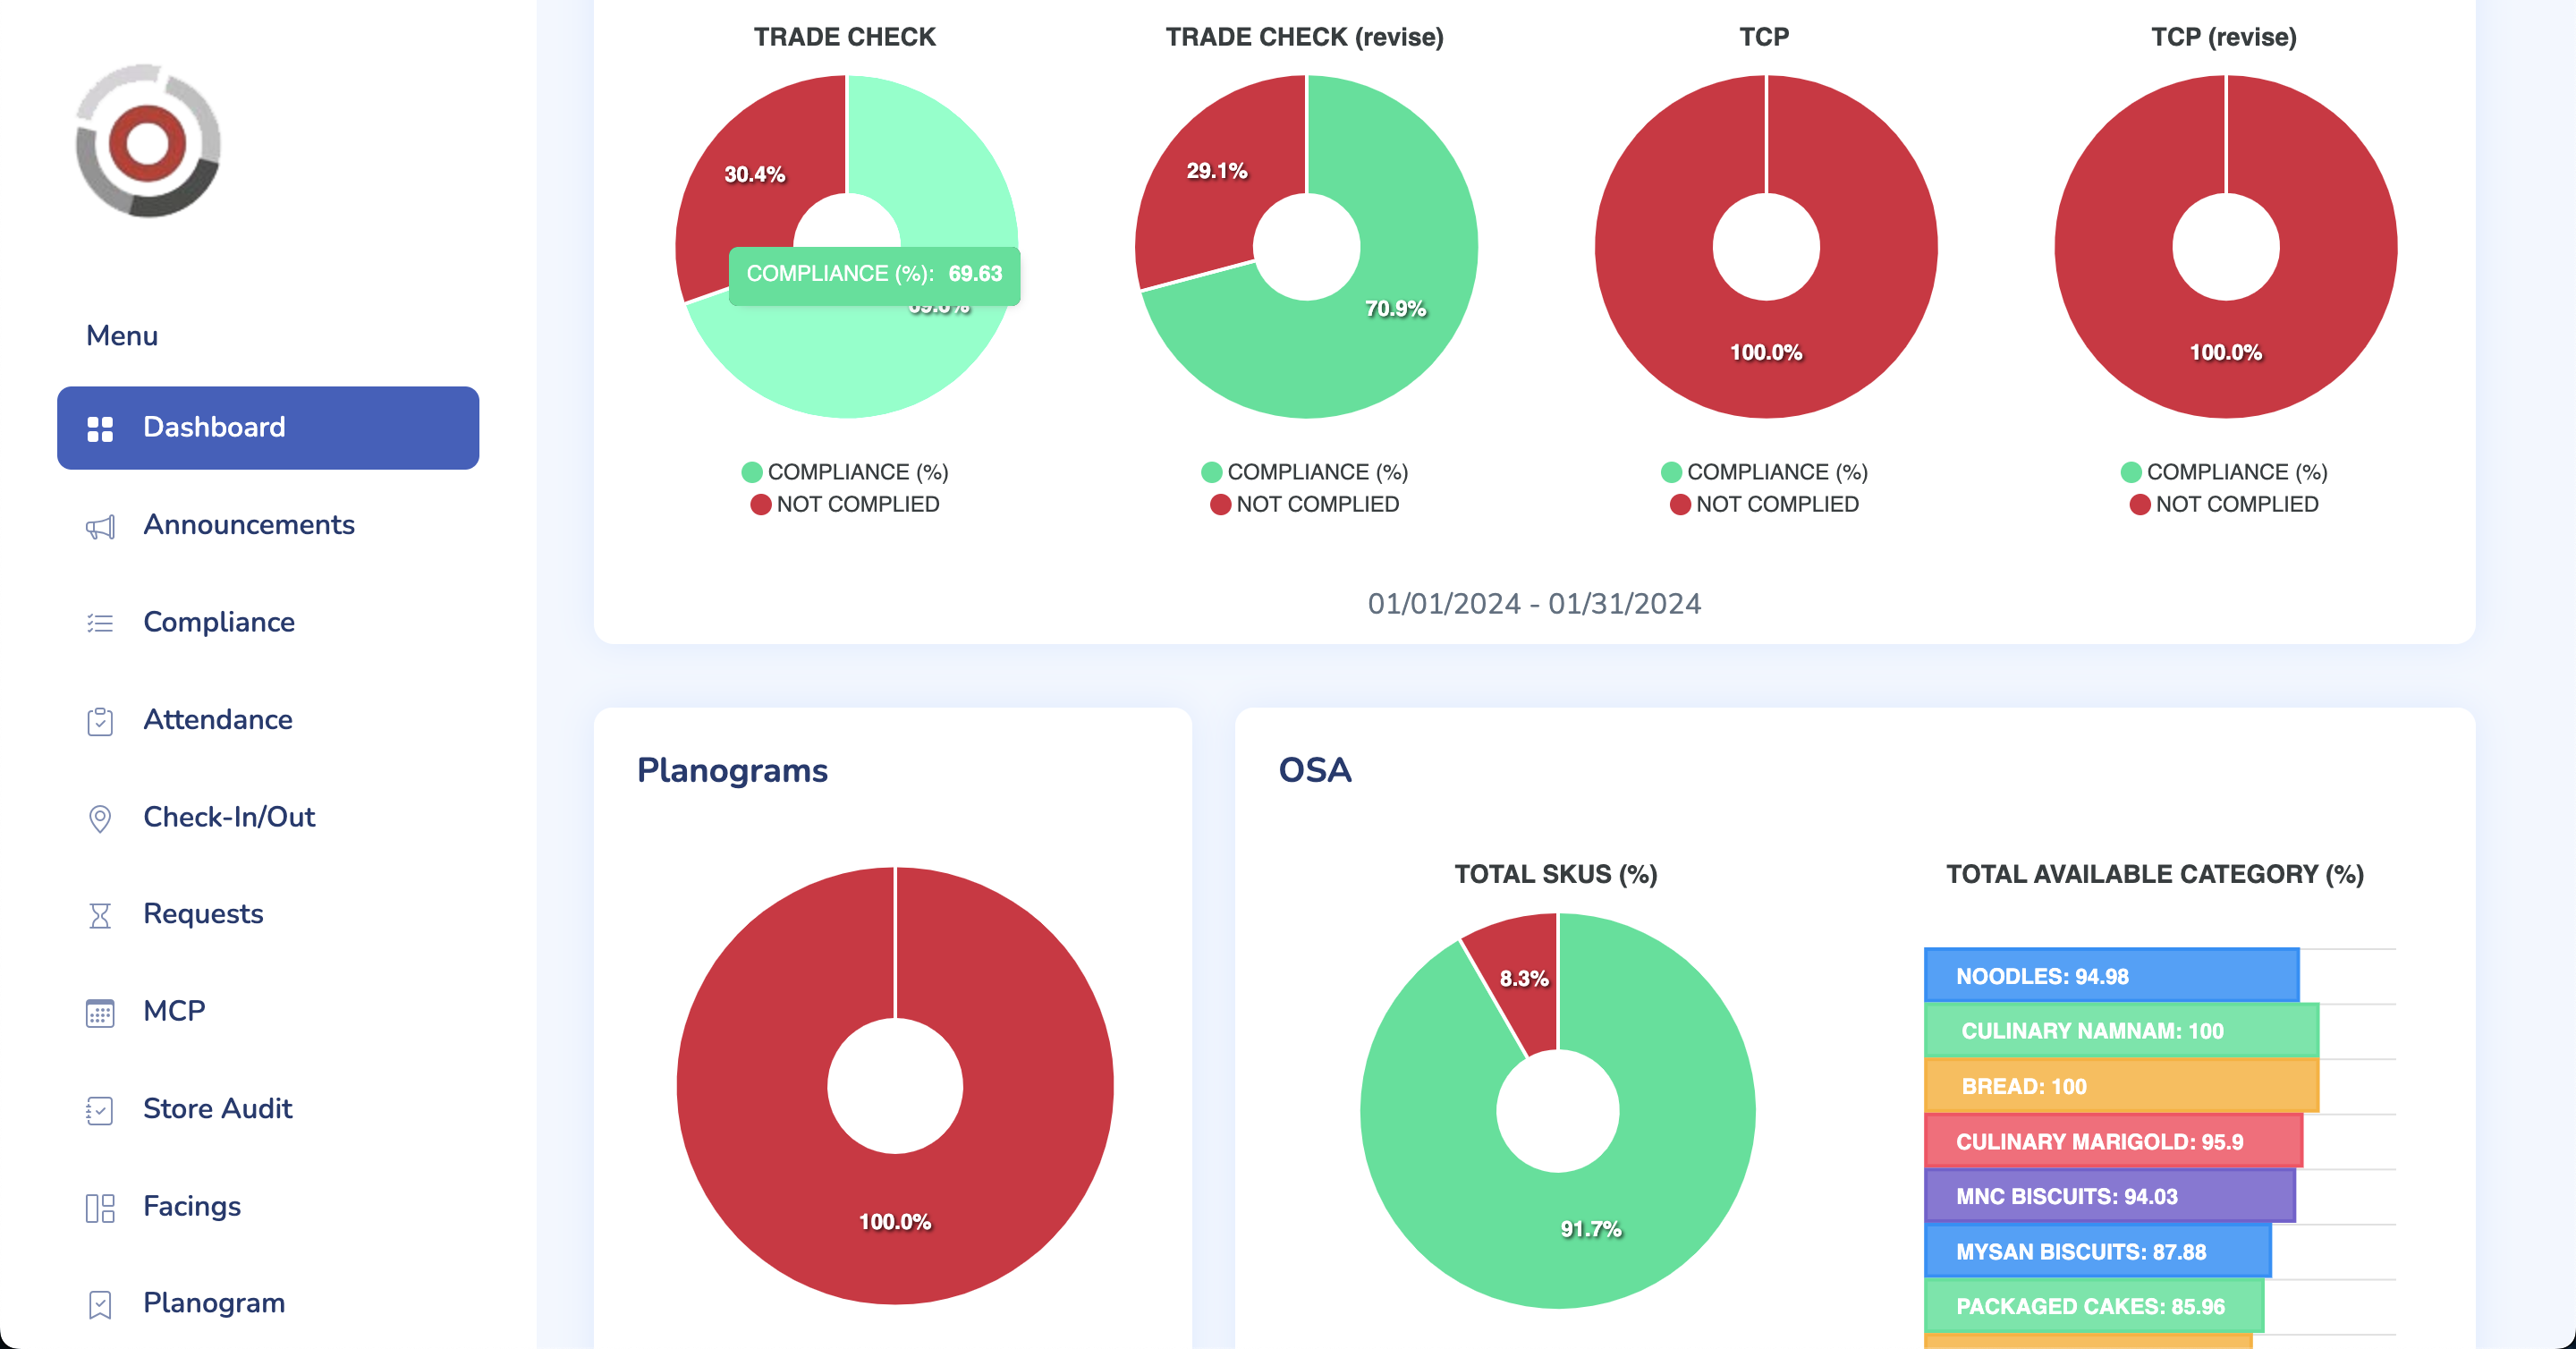 TRADE CHECK
TRADE CHECK (revise)
TCP
TCP (revise)
30.4%
COMPLIANCE (%): 69.63
29.1%
70.9%
100.0%
100.0%
COMPLIANCE (%)
NOT COMPLIED
COMPLIANCE (%)
NOT COMPLIED
COMPLIANCE (%)
NOT COMPLIED
COMPLIANCE (%)
NOT COMPLIED
01/01/2024 - 01/31/2024
Menu
Dashboard
Announcements
Compliance
Attendance
Check-In/Out
Requests
MCP
Store Audit
Facings
Planogram
Planograms
100.0%
OSA
TOTAL SKUS (%)
8.3%
91.7%
TOTAL AVAILABLE CATEGORY (%)
NOODLES: 94.98
CULINARY NAMNAM: 100
BREAD: 100
CULINARY MARIGOLD: 95.9
MNC BISCUITS: 94.03
MYSAN BISCUITS: 87.88
PACKAGED CAKES: 85.96